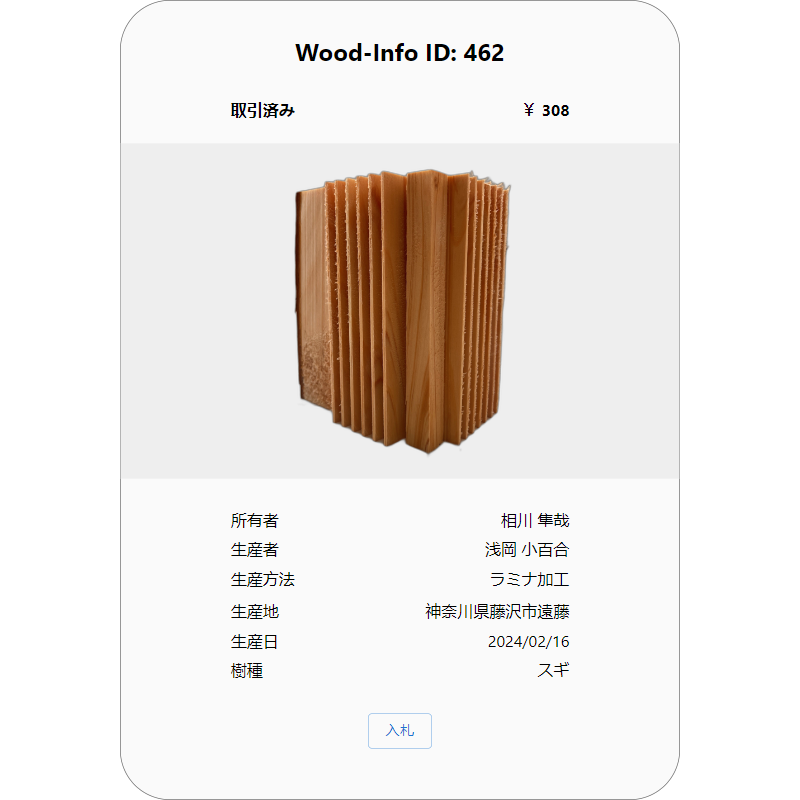 Wood-Info ID: 462
取引済み ￥ 308
所有者 相川 隼哉
生産者 浅岡 小百合
生産方法 ラミナ加工
生産地 神奈川県藤沢市遠藤
生産日 2024/02/16
樹種 スギ
入札